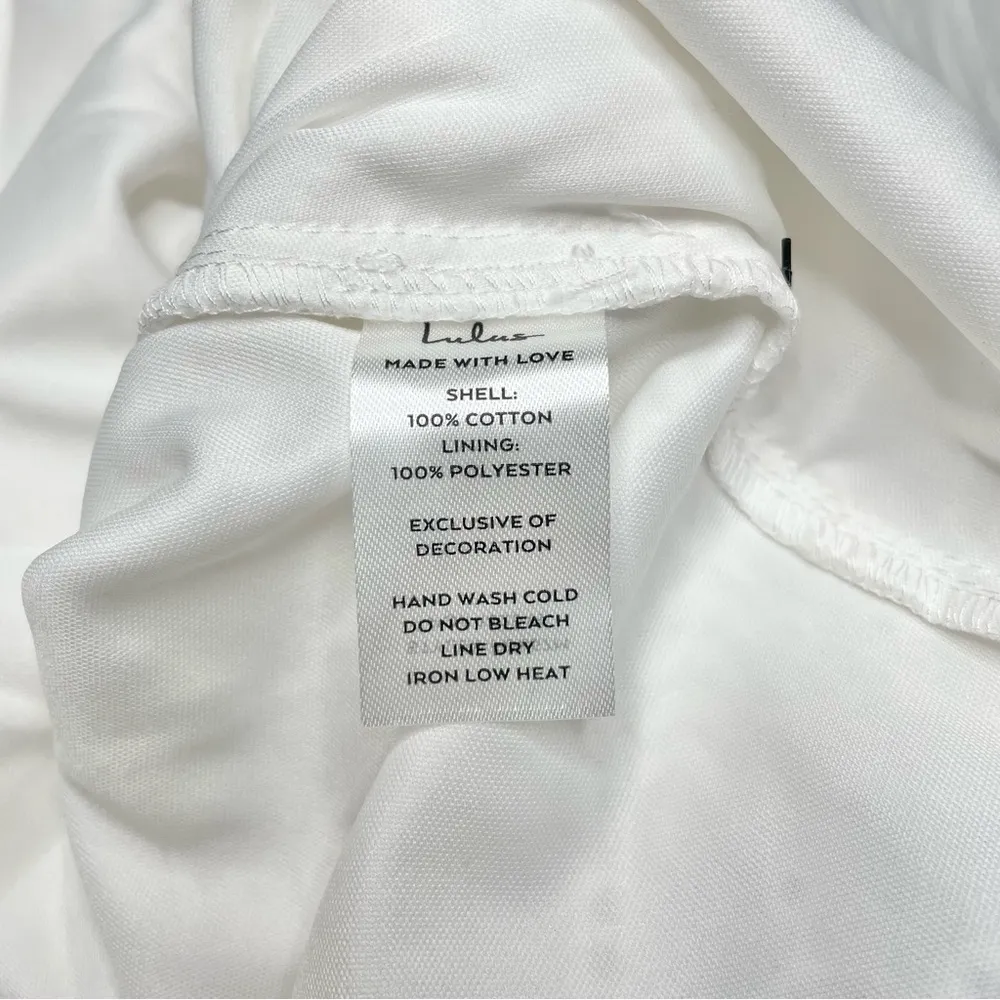 Lulus
MADE WITH LOVE
SHELL:
100% COTTON
LINING:
100% POLYESTER
EXCLUSIVE OF
DECORATION
HAND WASH COLD
DO NOT BLEACH
LINE DRY
IRON LOW HEAT